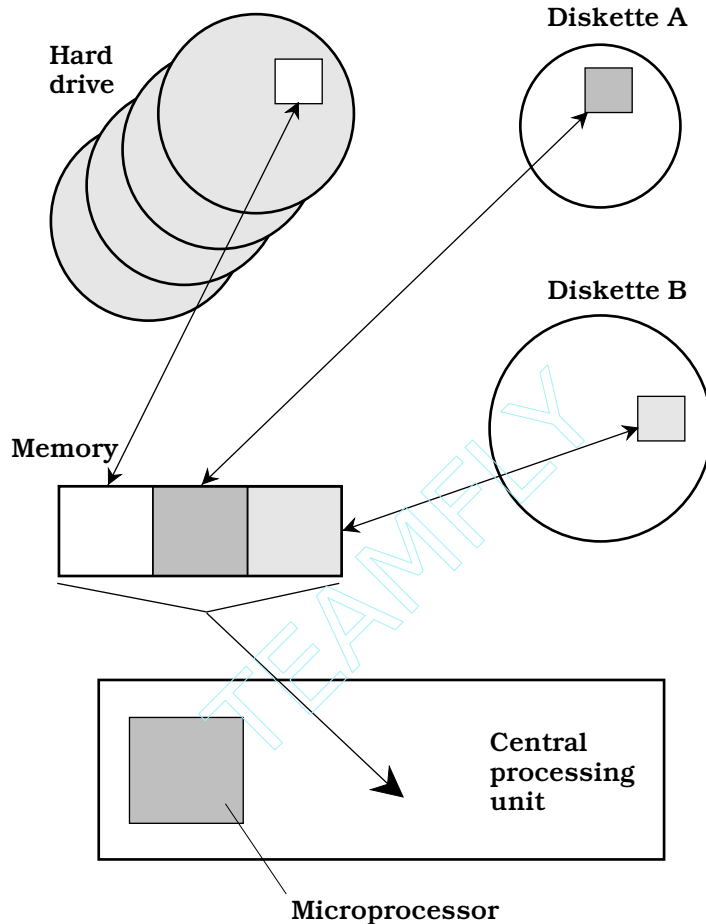 Diskette A
Hard
drive
Diskette B
Memory
TEAMFLY
Central
processing
unit
Microprocessor